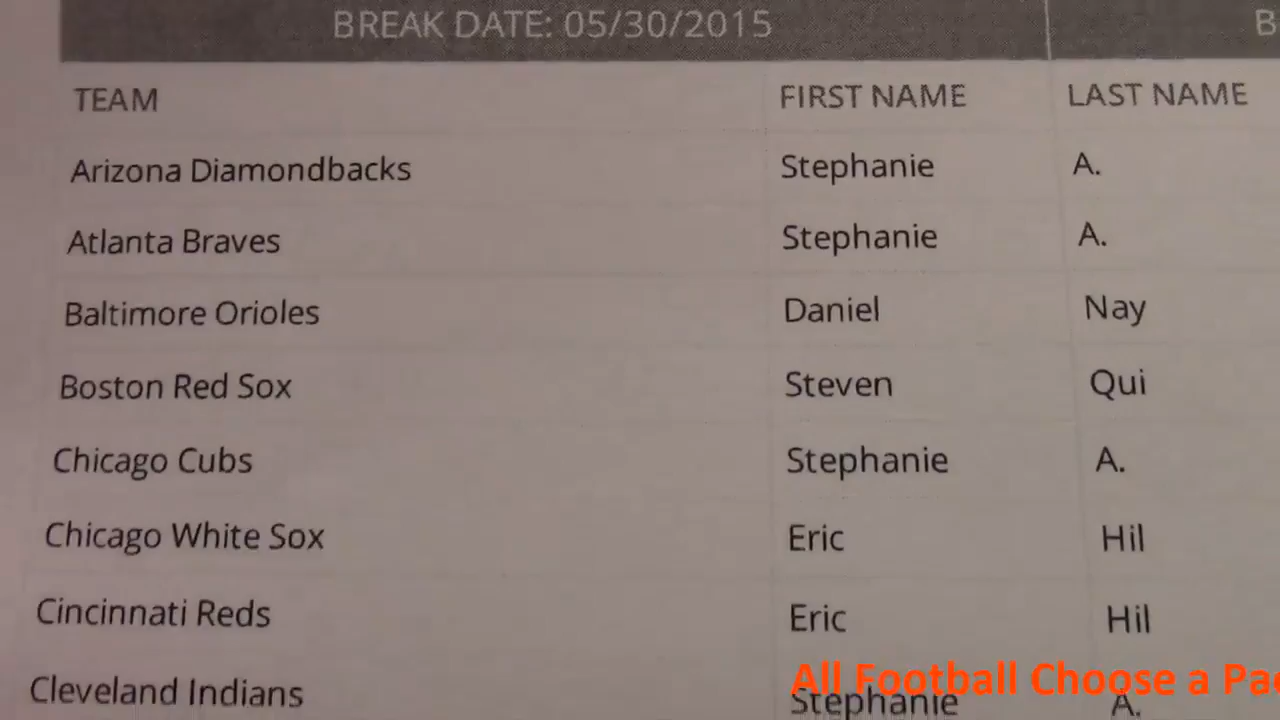 BREAK DATE: 05/30/2015 B
TEAM FIRST NAME LAST NAME
Arizona Diamondbacks Stephanie A.
Atlanta Braves Stephanie A.
Baltimore Orioles Daniel Nay
Boston Red Sox Steven Qui
Chicago Cubs Stephanie A.
Chicago White Sox Eric Hil
Cincinnati Reds Eric Hil
All Football Choose a Pac
Cleveland Indians Stephanie A.